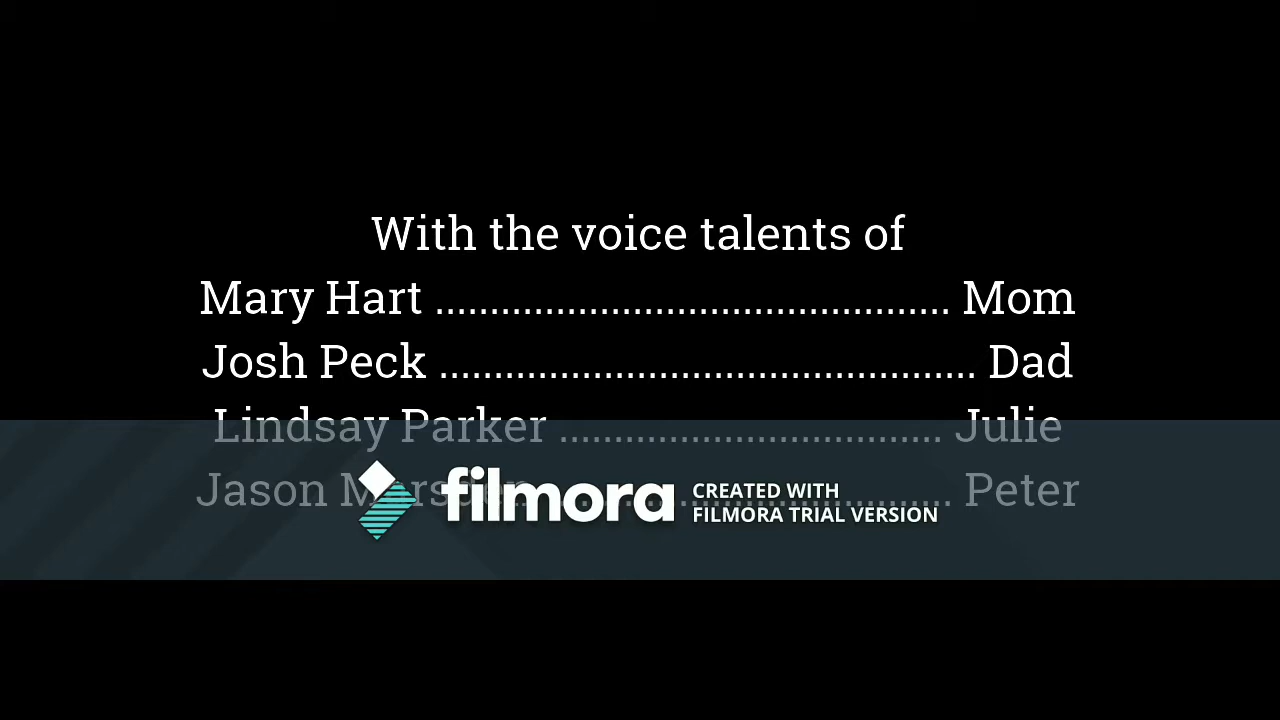 With the voice talents of
Mary Hart ............................................... Mom
Josh Peck ................................................. Dad
Lindsay Parker ................................... Julie
Jason Marsden ...................................... Peter
filmora
CREATED WITH
FILMORA TRIAL VERSION